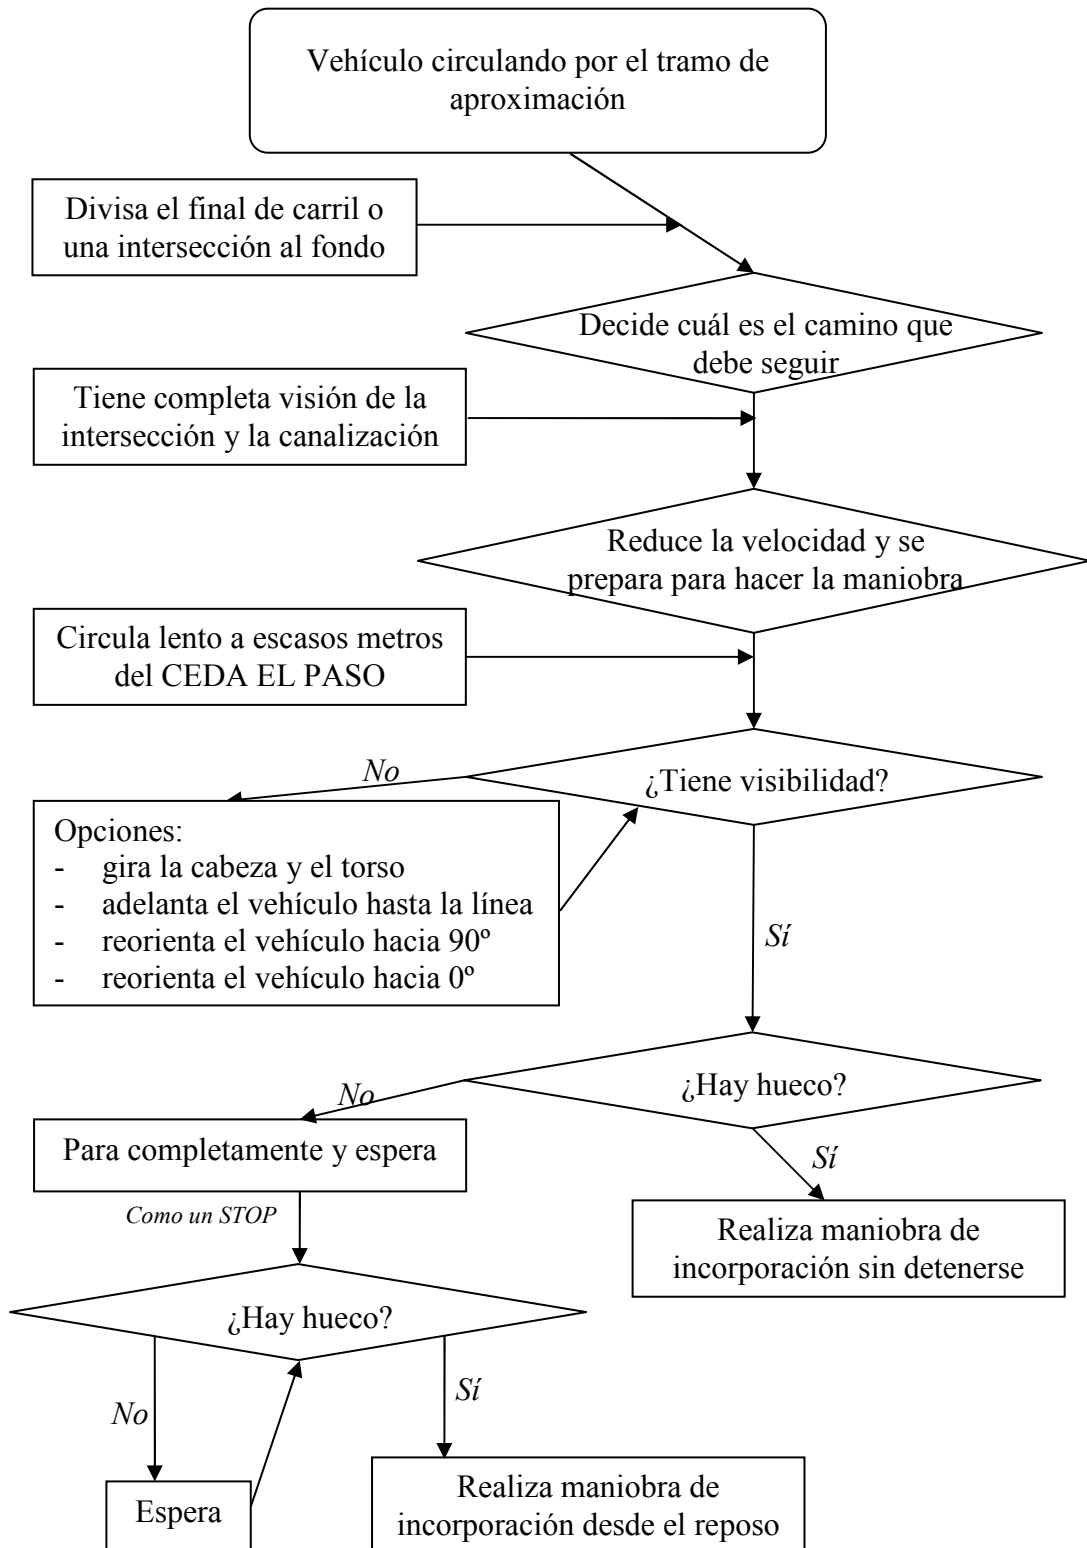 Vehículo circulando por el tramo de
aproximación
Divisa el final de carril o
una intersección al fondo
Decide cuál es el camino que
debe seguir
Tiene completa visión de la
intersección y la canalización
Reduce la velocidad y se
prepara para hacer la maniobra
Circula lento a escasos metros
del CEDA EL PASO
¿Tiene visibilidad?
No
Opciones:
- gira la cabeza y el torso
- adelanta el vehículo hasta la línea
- reorienta el vehículo hacia 90º
- reorienta el vehículo hacia 0º
Sí
¿Hay hueco?
No
Para completamente y espera
Sí
Como un STOP
Realiza maniobra de
incorporación sin detenerse
¿Hay hueco?
No
Sí
Espera
Realiza maniobra de
incorporación desde el reposo